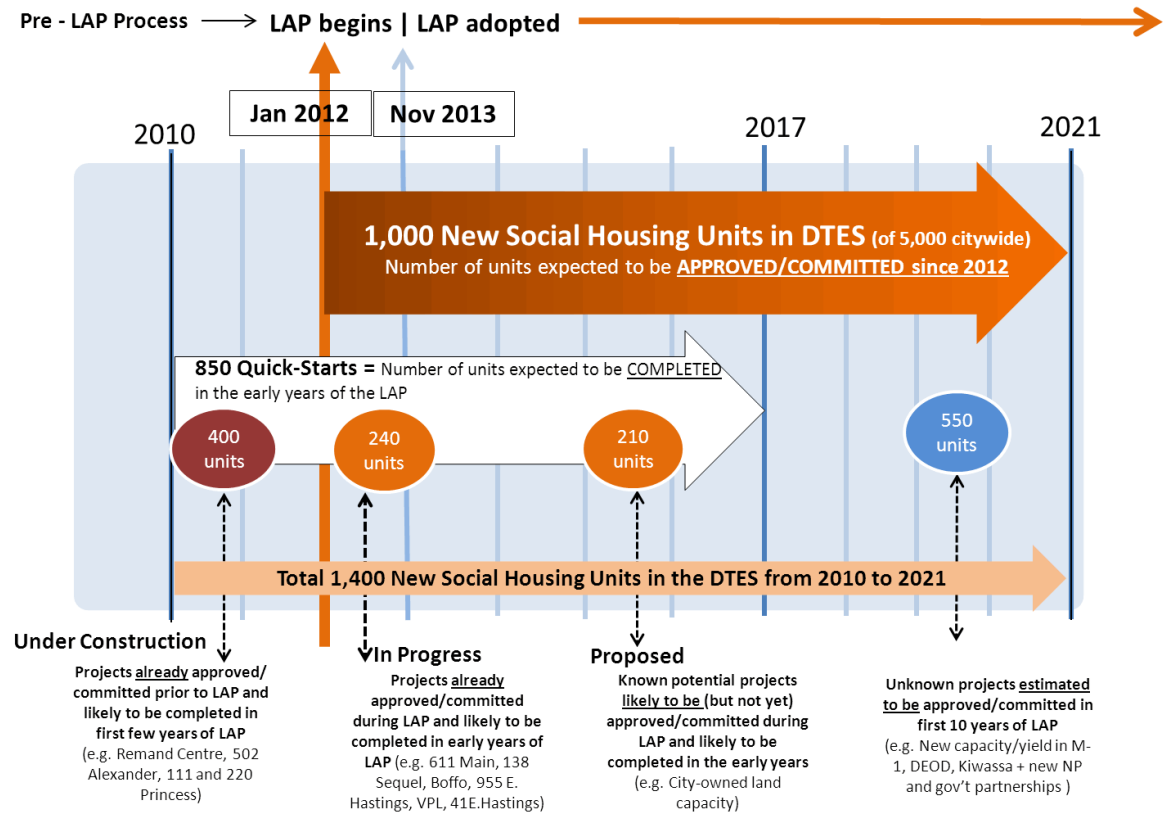 Pre - LAP Process
LAP begins | LAP adopted
Jan 2012
Nov 2013
2010
2017
2021
1,000 New Social Housing Units in DTES (of 5,000 citywide)
Number of units expected to be APPROVED/COMMITTED since 2012
850 Quick-Starts = Number of units expected to be COMPLETED
in the early years of the LAP
400
units
240
units
210
units
550
units
Total 1,400 New Social Housing Units in the DTES from 2010 to 2021
Under Construction
Projects already approved/
committed prior to LAP and
likely to be completed in
first few years of LAP
(e.g. Remand Centre, 502
Alexander, 111 and 220
Princess)
In Progress
Projects already
approved/committed
during LAP and likely to be
completed in early years of
LAP (e.g. 611 Main, 138
Sequel, Boffo, 955 E.
Hastings, VPL, 41E.Hastings)
Proposed
Known potential projects
likely to be (but not yet)
approved/committed during
LAP and likely to be
completed in the early years
(e.g. City-owned land
capacity)
Unknown projects estimated
to be approved/committed in
first 10 years of LAP
(e.g. New capacity/yield in M-
1, DEOD, Kiwassa + new NP
and gov’t partnerships )